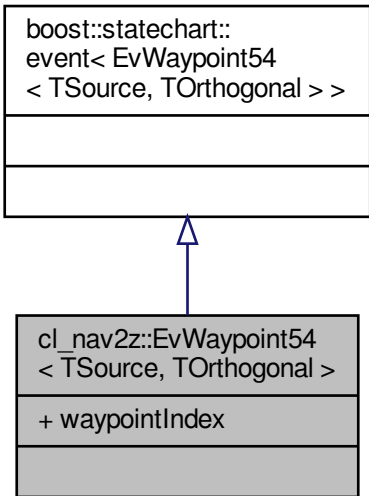 boost::statechart::
event< EvWaypoint54
< TSource, TOrthogonal > >
cl_nav2z::EvWaypoint54
< TSource, TOrthogonal >
+ waypointIndex